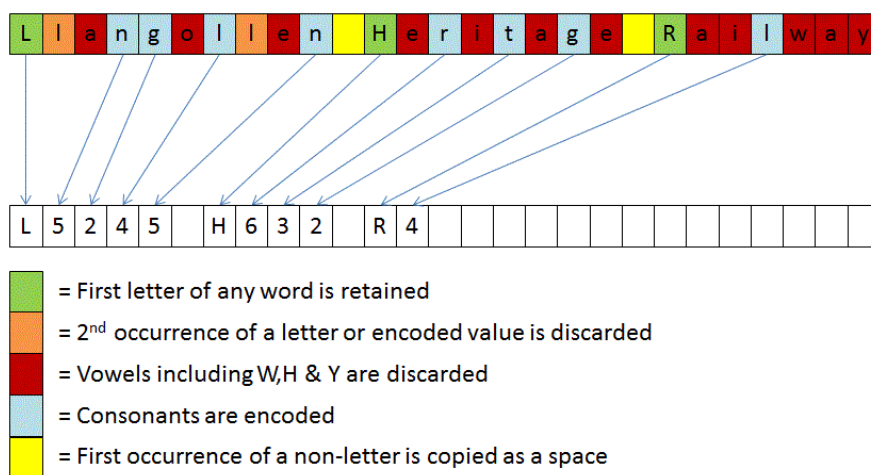 L l a n g o l l e n H e r i t a g e R a i l w a y
L 5 2 4 5 H 6 3 2 R 4
= First letter of any word is retained
= 2nd occurrence of a letter or encoded value is discarded
= Vowels including W,H & Y are discarded
= Consonants are encoded
= First occurrence of a non-letter is copied as a space